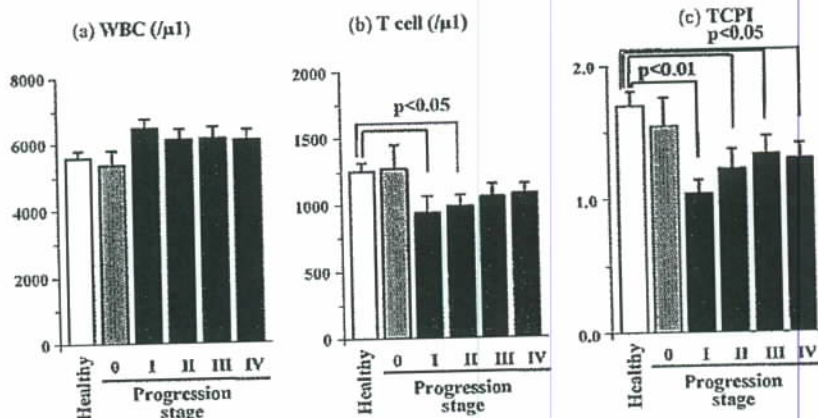 (a) WBC (/μl)
8000
6000
4000
2000
0
Healthy
0 I II III IV
Progression
stage
(b) T cell (/μl)
2000
1500
1000
500
0
p<0.05
Healthy
0 I II III IV
Progression
stage
(c) TCPI
p<0.05
p<0.01
2.0
1.0
0.0
Healthy
0 I II III IV
Progression
stage